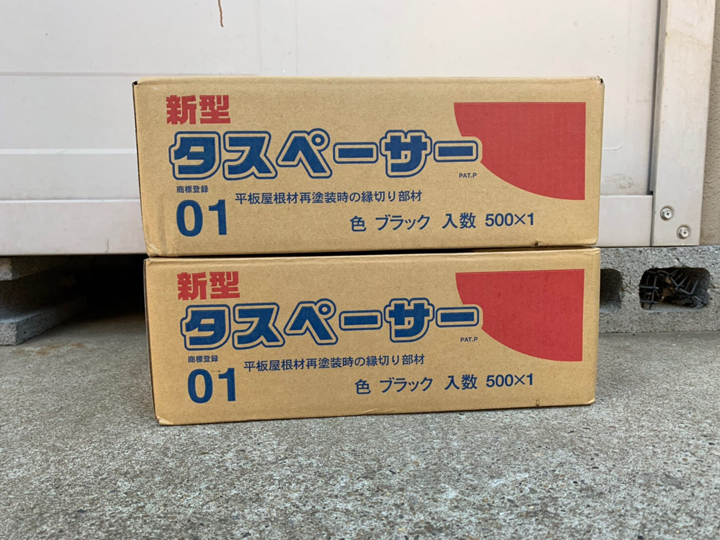 新型
タスペーサー
PAT.P
商標登録
01
平板屋根材再塗装時の縁切り部材
色 ブラック 入数 500×1
新型
タスペーサー
PAT.P
商標登録
01
平板屋根材再塗装時の縁切り部材
色 ブラック 入数 500×1